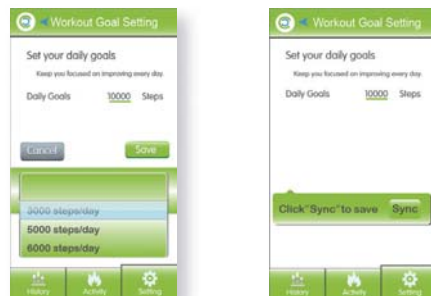 Workout Goal Setting
Set your daily goals
Keep you focused on improving every day.
Daily Goals 10000 Steps
Cancel Save
3000 steps/day
5000 steps/day
6000 steps/day
History Activity Setting
Workout Goal Setting
Set your daily goals
Keep you focused on improving every day.
Daily Goals 10000 Steps
Click"Sync"to save Sync
History Activity Setting